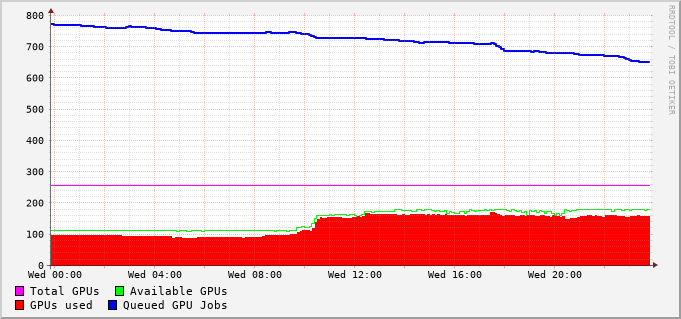 800
700
600
500
400
300
200
100
0
Wed 00:00 Wed 04:00 Wed 08:00 Wed 12:00 Wed 16:00 Wed 20:00
Total GPUs Available GPUs
GPUs used Queued GPU Jobs
RRDTOOL / TOBI OETIKER